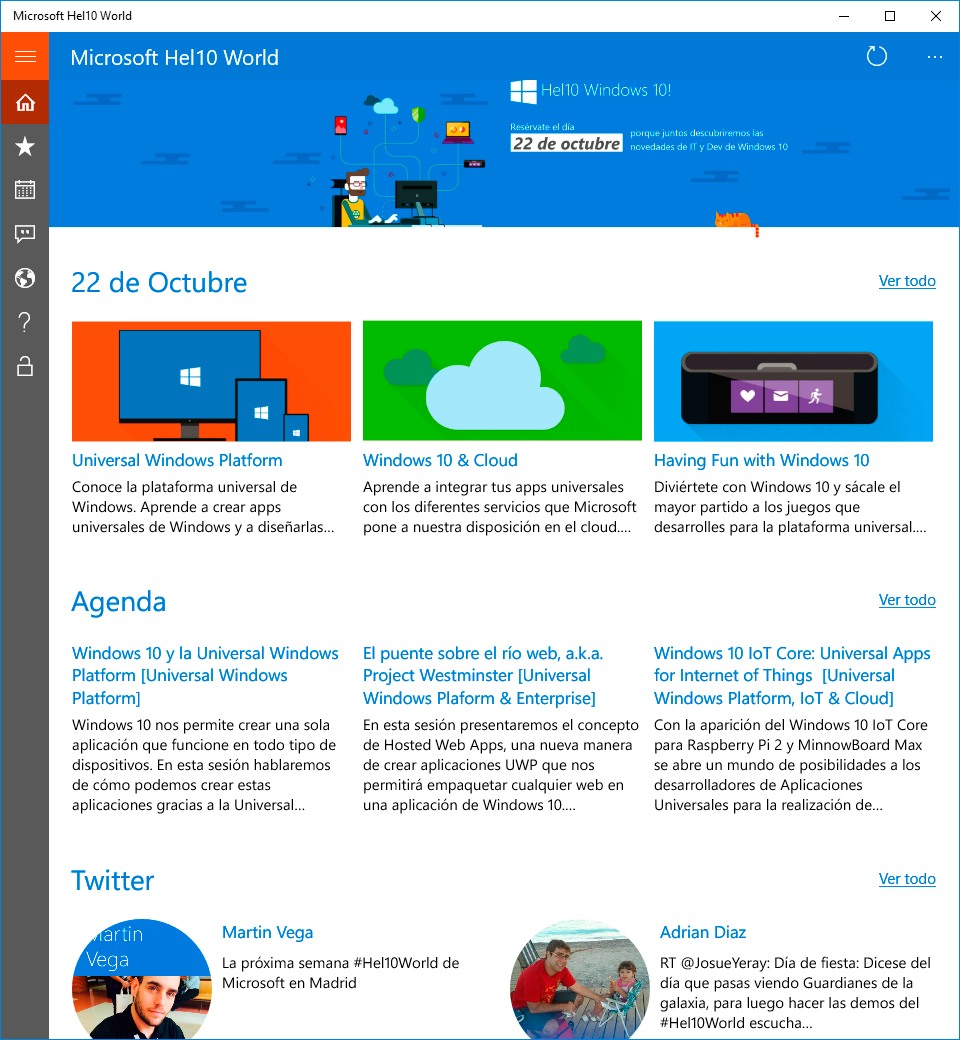 Microsoft Hel10 World
Microsoft Hel10 World
Hel10 Windows 10!
Resérvate el día
22 de octubre
porque juntos descubriremos las
novedades de IT y Dev de Windows 10
22 de Octubre
Ver todo
Universal Windows Platform
Conoce la plataforma universal de
Windows. Aprende a crear apps
universales de Windows y a diseñarlas...
Windows 10 & Cloud
Aprende a integrar tus apps universales
con los diferentes servicios que Microsoft
pone a nuestra disposición en el cloud....
Having Fun with Windows 10
Diviértete con Windows 10 y sácale el
mayor partido a los juegos que
desarrolles para la plataforma universal....
Agenda
Ver todo
Windows 10 y la Universal Windows
Platform [Universal Windows
Platform]
Windows 10 nos permite crear una sola
aplicación que funcione en todo tipo de
dispositivos. En esta sesión hablaremos
de cómo podemos crear estas
aplicaciones gracias a la Universal...
El puente sobre el río web, a.k.a.
Project Westminster [Universal
Windows Plaform & Enterprise]
En esta sesión presentaremos el concepto
de Hosted Web Apps, una nueva manera
de crear aplicaciones UWP que nos
permitirá empaquetar cualquier web en
una aplicación de Windows 10....
Windows 10 IoT Core: Universal Apps
for Internet of Things  [Universal
Windows Platform, IoT & Cloud]
Con la aparición del Windows 10 IoT Core
para Raspberry Pi 2 y MinnowBoard Max
se abre un mundo de posibilidades a los
desarrolladores de Aplicaciones
Universales para la realización de...
Twitter
Ver todo
Martin
Vega
Martin Vega
La próxima semana #Hel10World de
Microsoft en Madrid
Adrian Diaz
RT @JosueYeray: Día de fiesta: Dicese del
día que pasas viendo Guardianes de la
galaxia, para luego hacer las demos del
#Hel10World escucha...